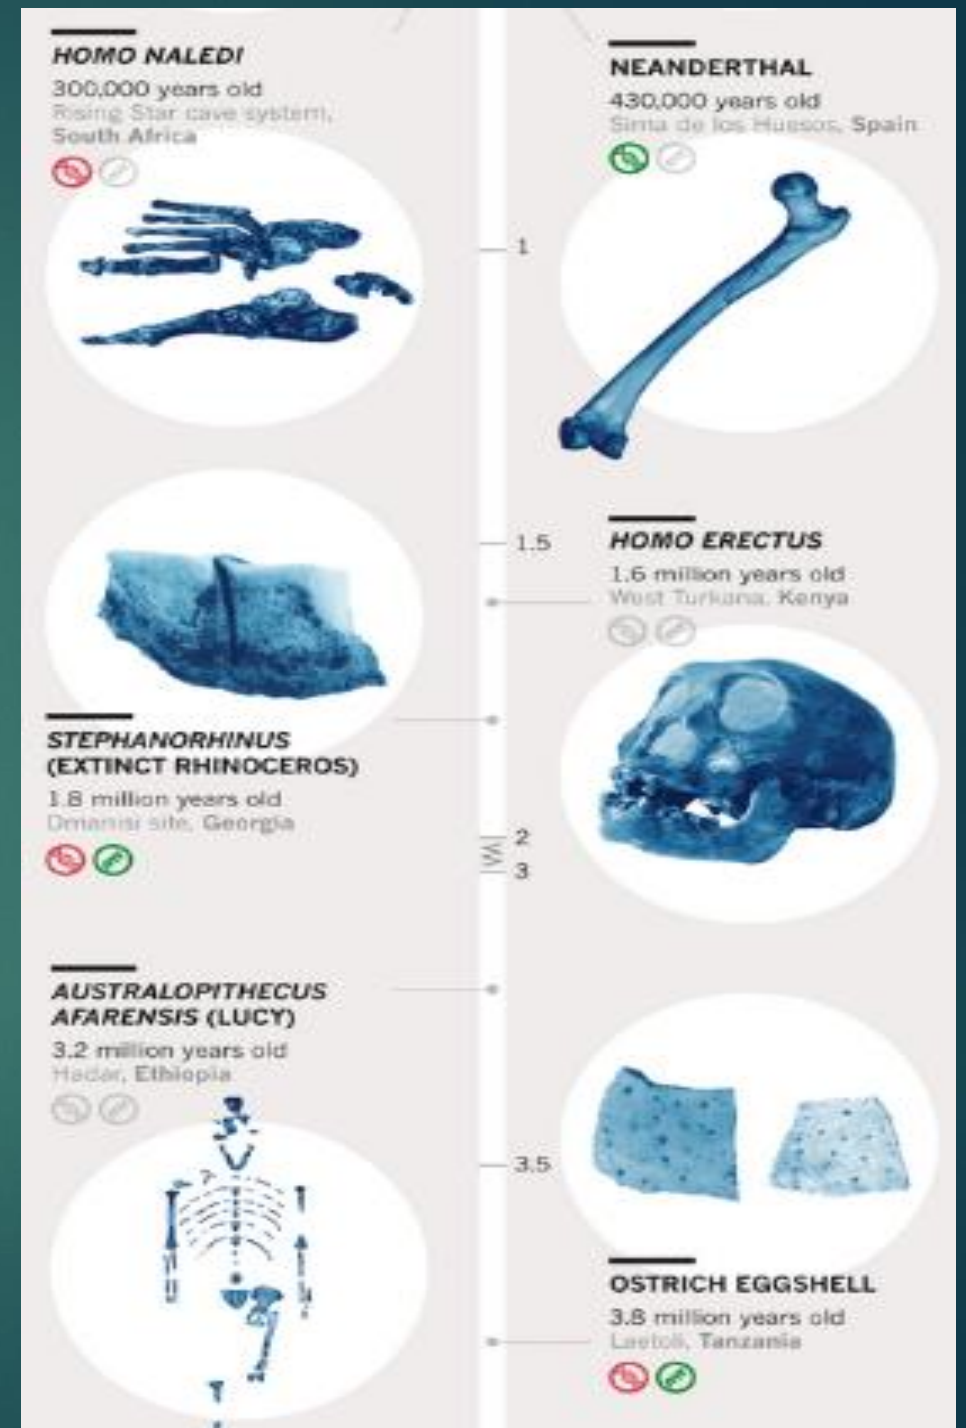 HOMO NALEDI
300,000 years old
Rising Star cave system,
South Africa
NEANDERTHAL
430,000 years old
Sima de los Huesos, Spain
1
1.5
HOMO ERECTUS
1.6 million years old
West Turkana, Kenya
STEPHANORHINUS
(EXTINCT RHINOCEROS)
1.8 million years old
Dmanisi site, Georgia
2
3
AUSTRALOPITHECUS
AFARENSIS (LUCY)
3.2 million years old
Hadar, Ethiopia
3.5
OSTRICH EGGSHELL
3.8 million years old
Laetoli, Tanzania